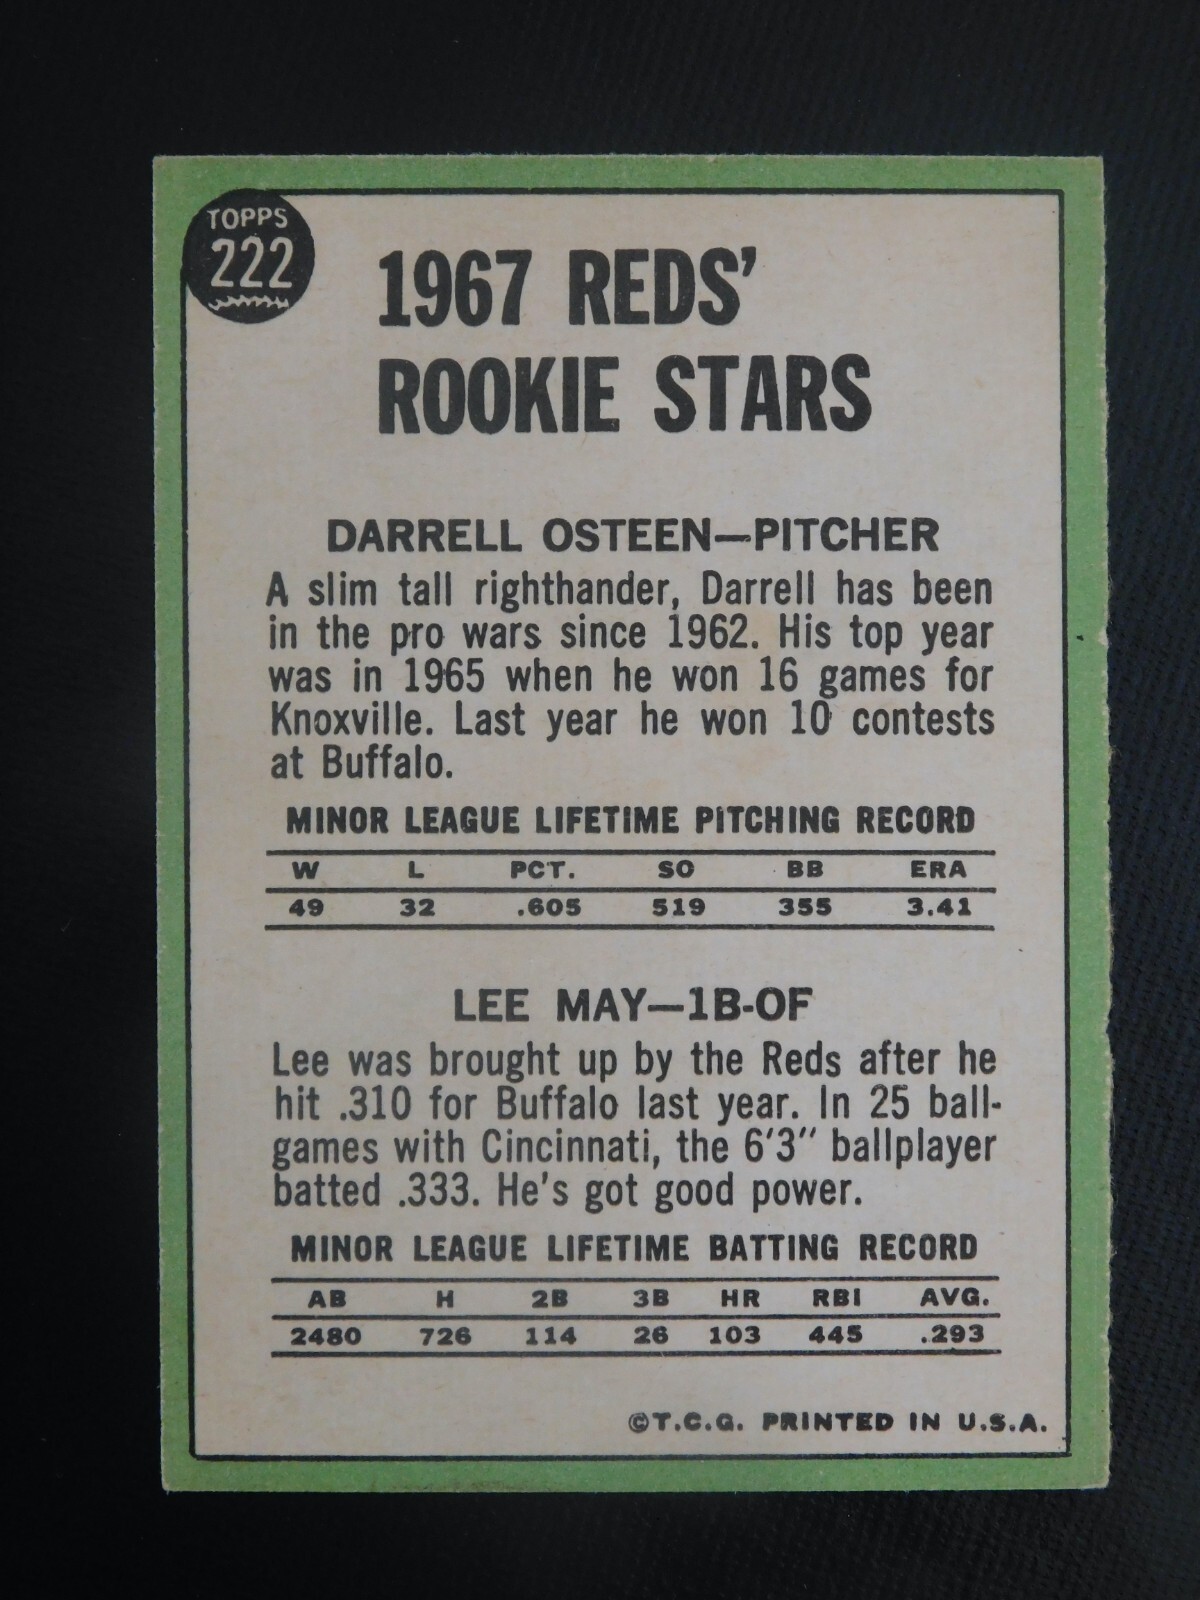 TOPPS
222
1967 REDS'
ROOKIE STARS
DARRELL OSTEEN—PITCHER
A slim tall righthander, Darrell has been
in the pro wars since 1962. His top year
was in 1965 when he won 16 games for
Knoxville. Last year he won 10 contests
at Buffalo.
MINOR LEAGUE LIFETIME PITCHING RECORD
W L PCT. SO BB ERA
49 32 .605 519 355 3.41
LEE MAY—1B-OF
Lee was brought up by the Reds after he
hit .310 for Buffalo last year. In 25 ball-
games with Cincinnati, the 6'3" ballplayer
batted .333. He's got good power.
MINOR LEAGUE LIFETIME BATTING RECORD
AB H 2B 3B HR RBI AVG.
2480 726 114 26 103 445 .293
©T.C.G. PRINTED IN U.S.A.